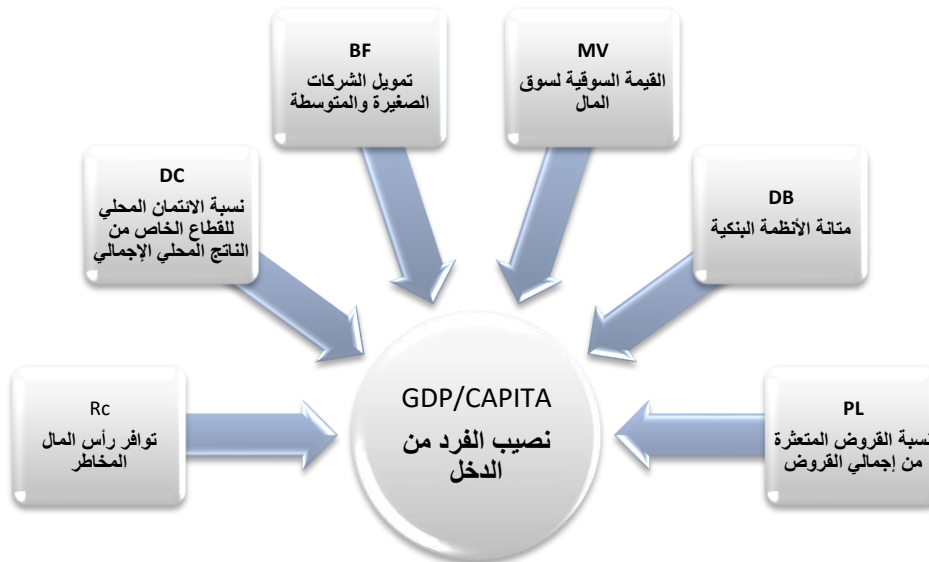 BF
تمويل الشركات
الصغيرة والمتوسطة
MV
القيمة السوقية لسوق
المال
DC
نسبة الائتمان المحلي
للقطاع الخاص من
الناتج المحلي الإجمالي
DB
متانة الأنظمة البنكية
Rc
توافر رأس المال
المخاطر
GDP/CAPITA
نصيب الفرد من
الدخل
PL
نسبة القروض المتعثرة
من إجمالي القروض